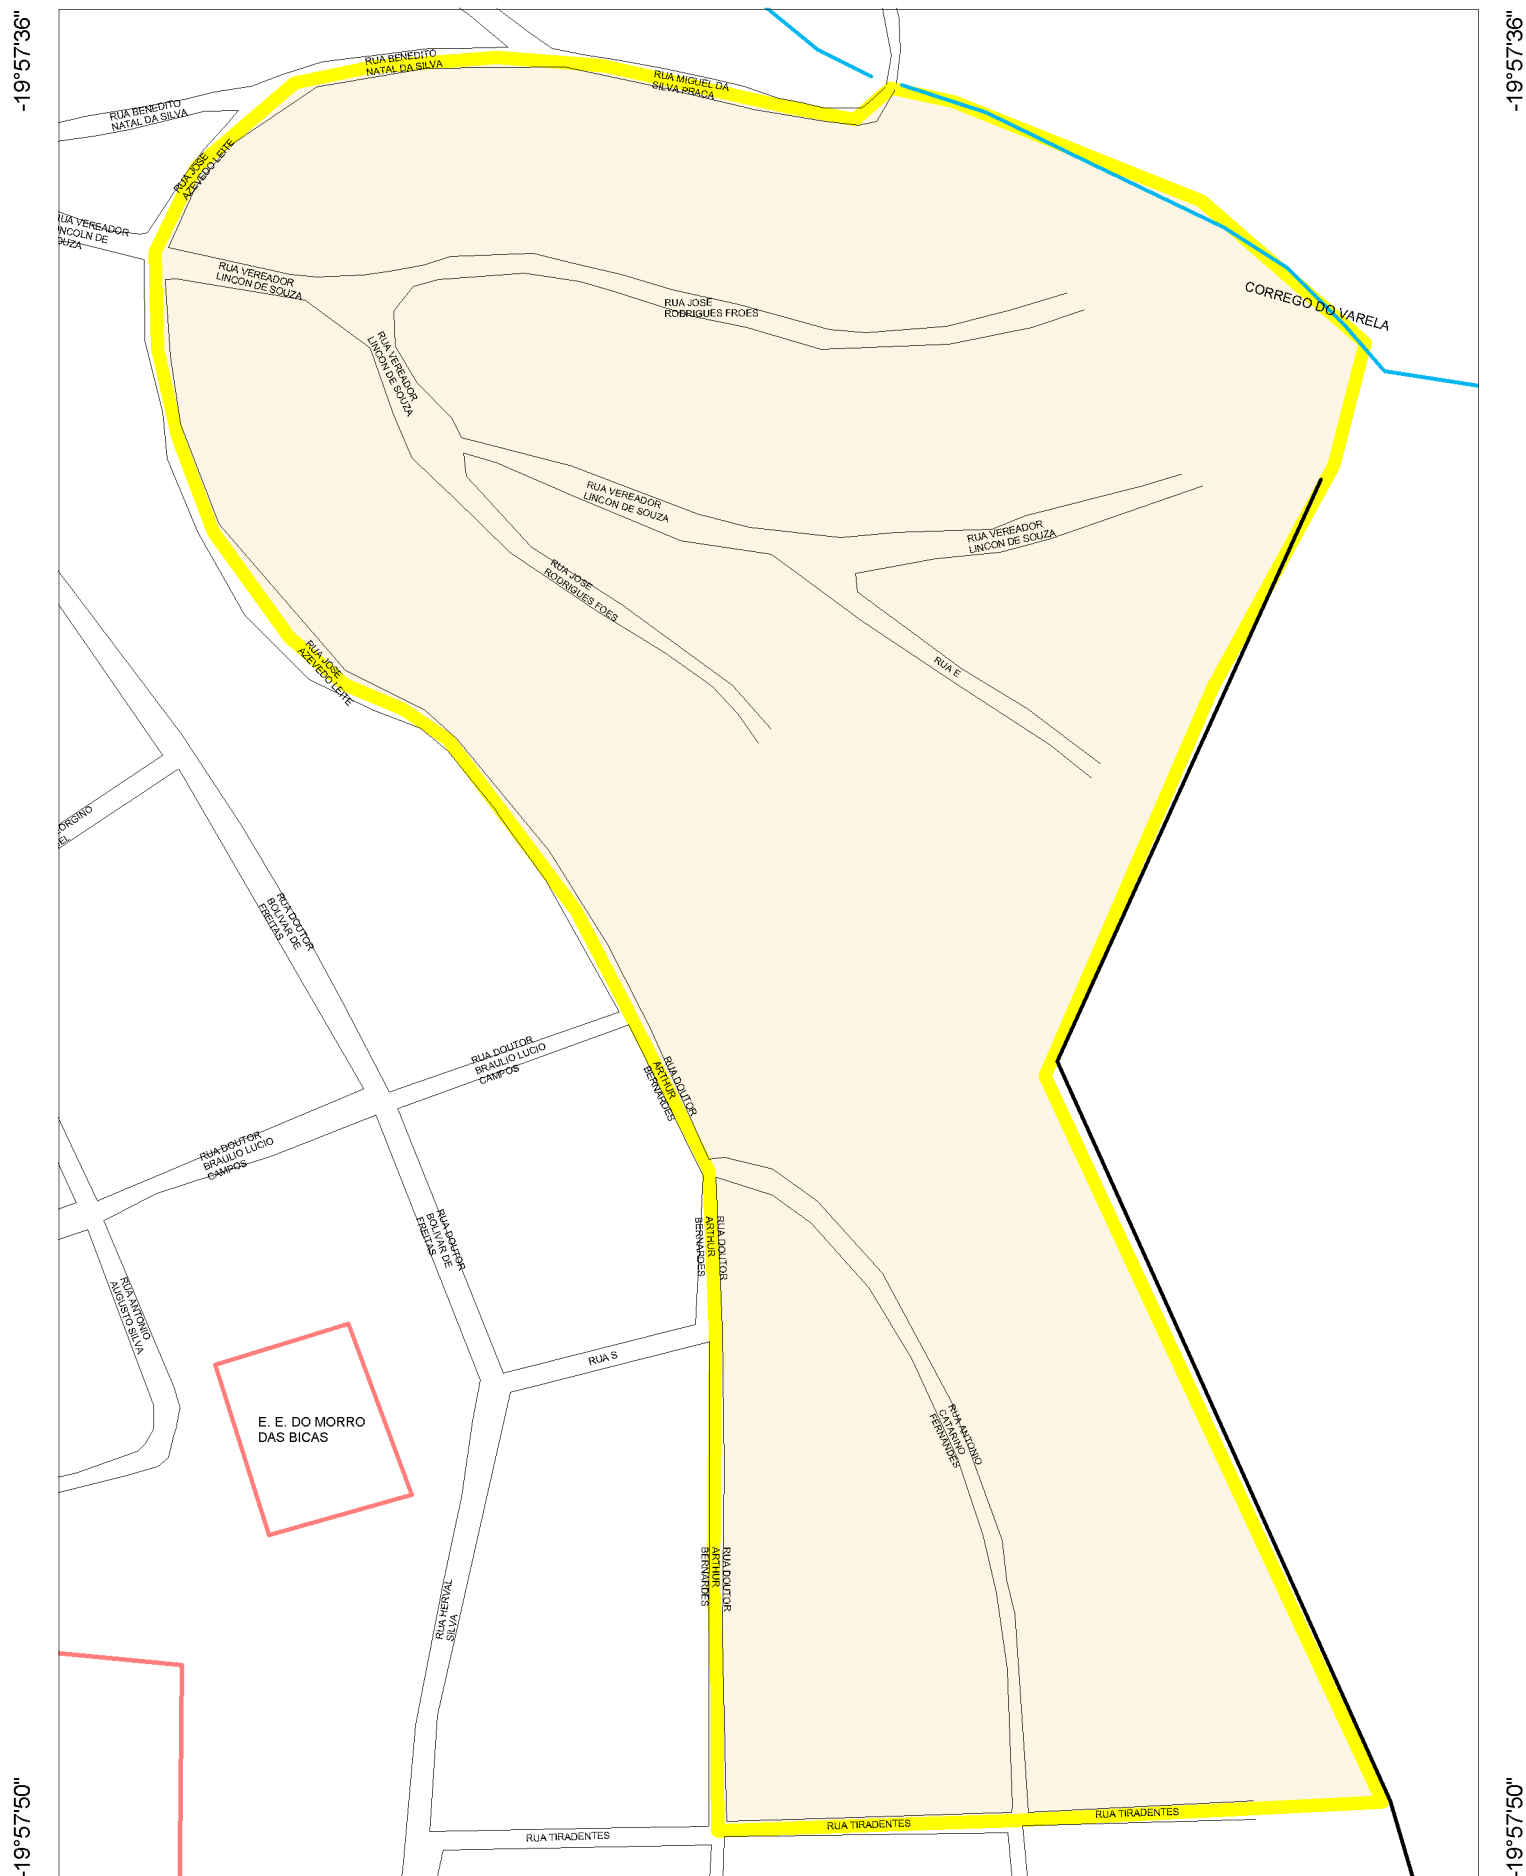 -19°57'36"
-19°57'36"
RUA BENEDITO
NATAL DA SILVA
RUA MIGUEL DA
SILVA PRACA
RUA BENEDITO
NATAL DA SILVA
RUA JOSE
AZEVEDO LEITE
RUA VEREADOR
NCOLN DE
OUZA
RUA VEREADOR
LINCON DE SOUZA
CORREGO DO VARELA
RUA JOSE
RODRIGUES FROES
RUA VEREADOR
LINCON DE SOUZA
RUA VEREADOR
LINCON DE SOUZA
RUA VEREADOR
LINCON DE SOUZA
RUA JOSE
RODRIGUES FOES
RUA JOSE
AZEVEDO LEITE
RUA E
ORGINO
EL
RUA DOUTOR
BOLIVAR DE
FREITAS
RUA DOUTOR
BRAULIO LUCIO
CAMPOS
RUA DOUTOR
ARTHUR
BERNARDES
RUA DOUTOR
BRAULIO LUCIO
CAMPOS
RUA DOUTOR
BOLIVAR DE
FREITAS
RUA DOUTOR
ARTHUR
BERNARDES
RUA ANTONIO
AUGUSTO SILVA
RUA S
E. E. DO MORRO
DAS BICAS
RUA ANTONIO
CATARINO
FERNANDES
RUA DOUTOR
ARTHUR
BERNARDES
RUA HERVAL
SILVA
RUA TIRADENTES
RUA TIRADENTES
RUA TIRADENTES
-19°57'50"
-19°57'50"